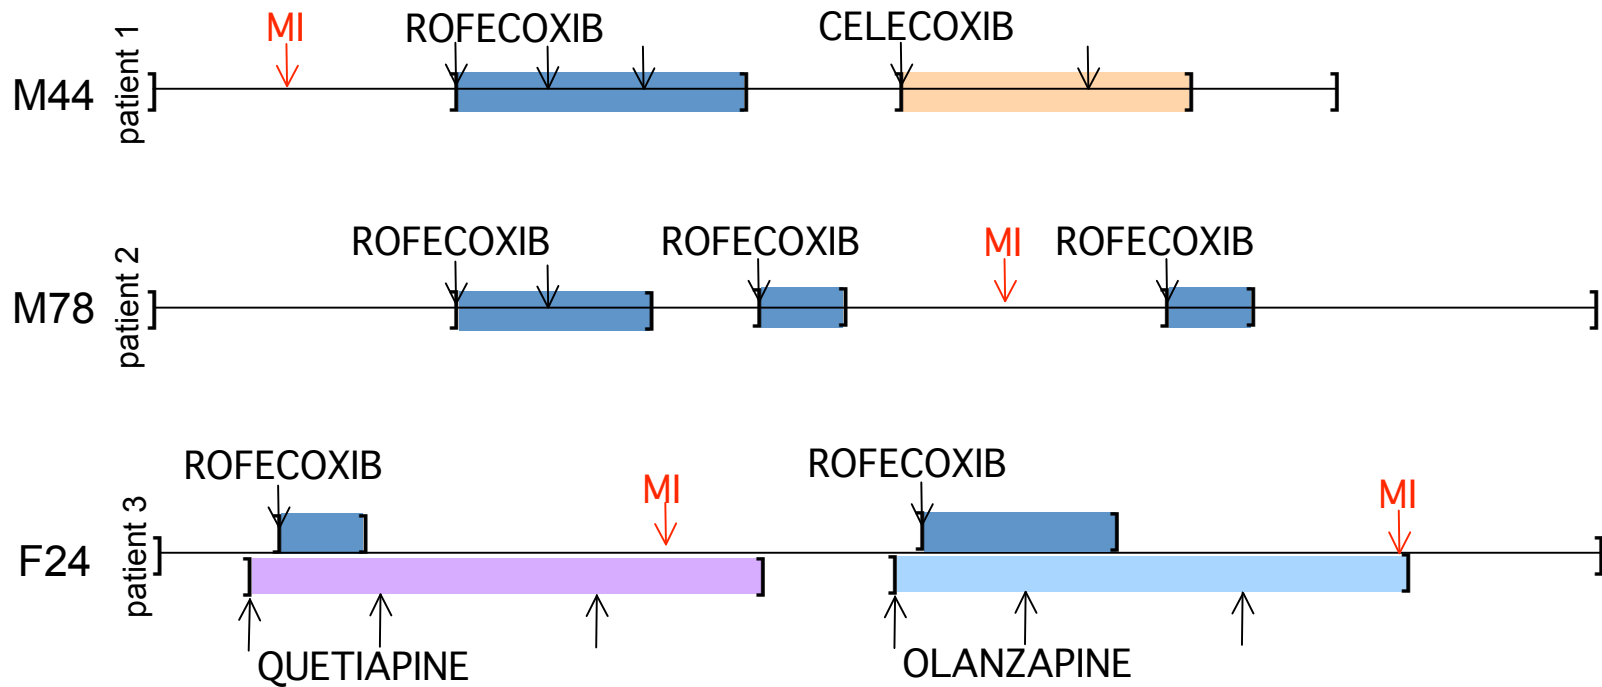 MI
ROFECOXIB
CELECOXIB
M44
patient 1
ROFECOXIB
ROFECOXIB
MI
ROFECOXIB
M78
patient 2
ROFECOXIB
MI
ROFECOXIB
MI
F24
patient 3
QUETIAPINE
OLANZAPINE